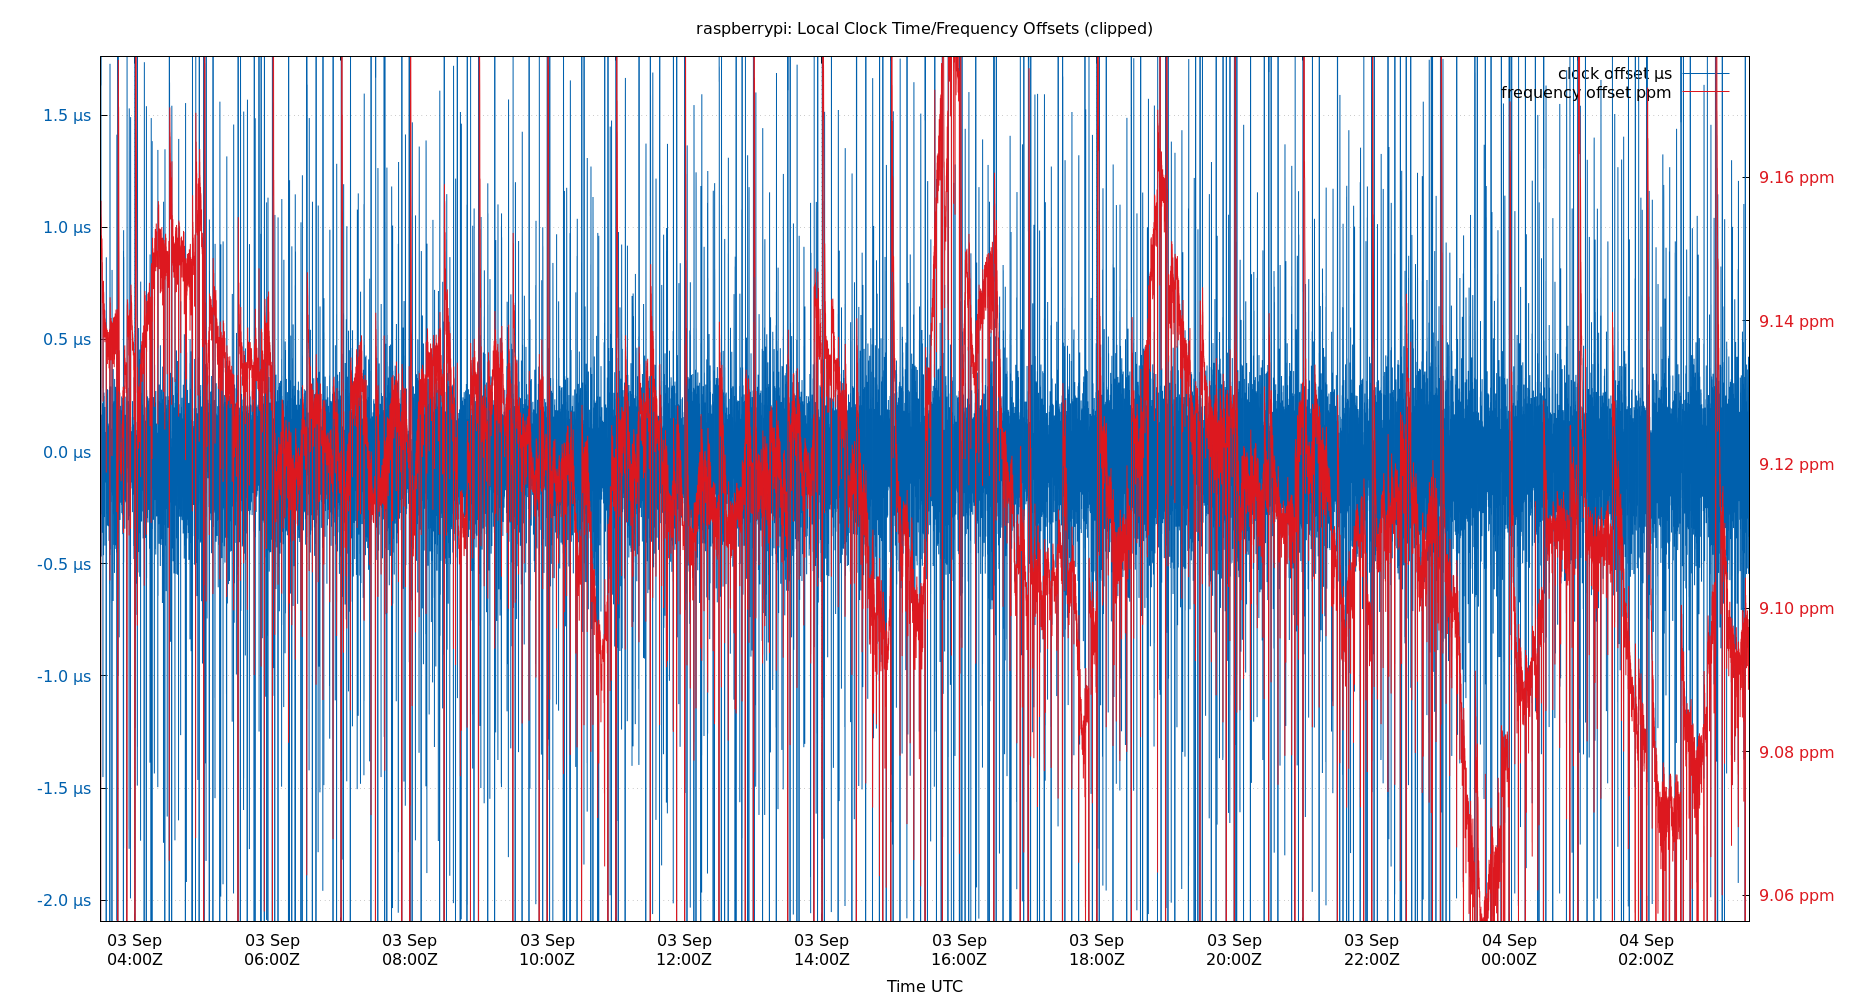 raspberrypi: Local Clock Time/Frequency Offsets (clipped)
clock offset µs
frequency offset ppm
1.5 µs
1.0 µs
0.5 µs
0.0 µs
-0.5 µs
-1.0 µs
-1.5 µs
-2.0 µs
9.16 ppm
9.14 ppm
9.12 ppm
9.10 ppm
9.08 ppm
9.06 ppm
03 Sep
04:00Z
03 Sep
06:00Z
03 Sep
08:00Z
03 Sep
10:00Z
03 Sep
12:00Z
03 Sep
14:00Z
03 Sep
16:00Z
03 Sep
18:00Z
03 Sep
20:00Z
03 Sep
22:00Z
04 Sep
00:00Z
04 Sep
02:00Z
Time UTC